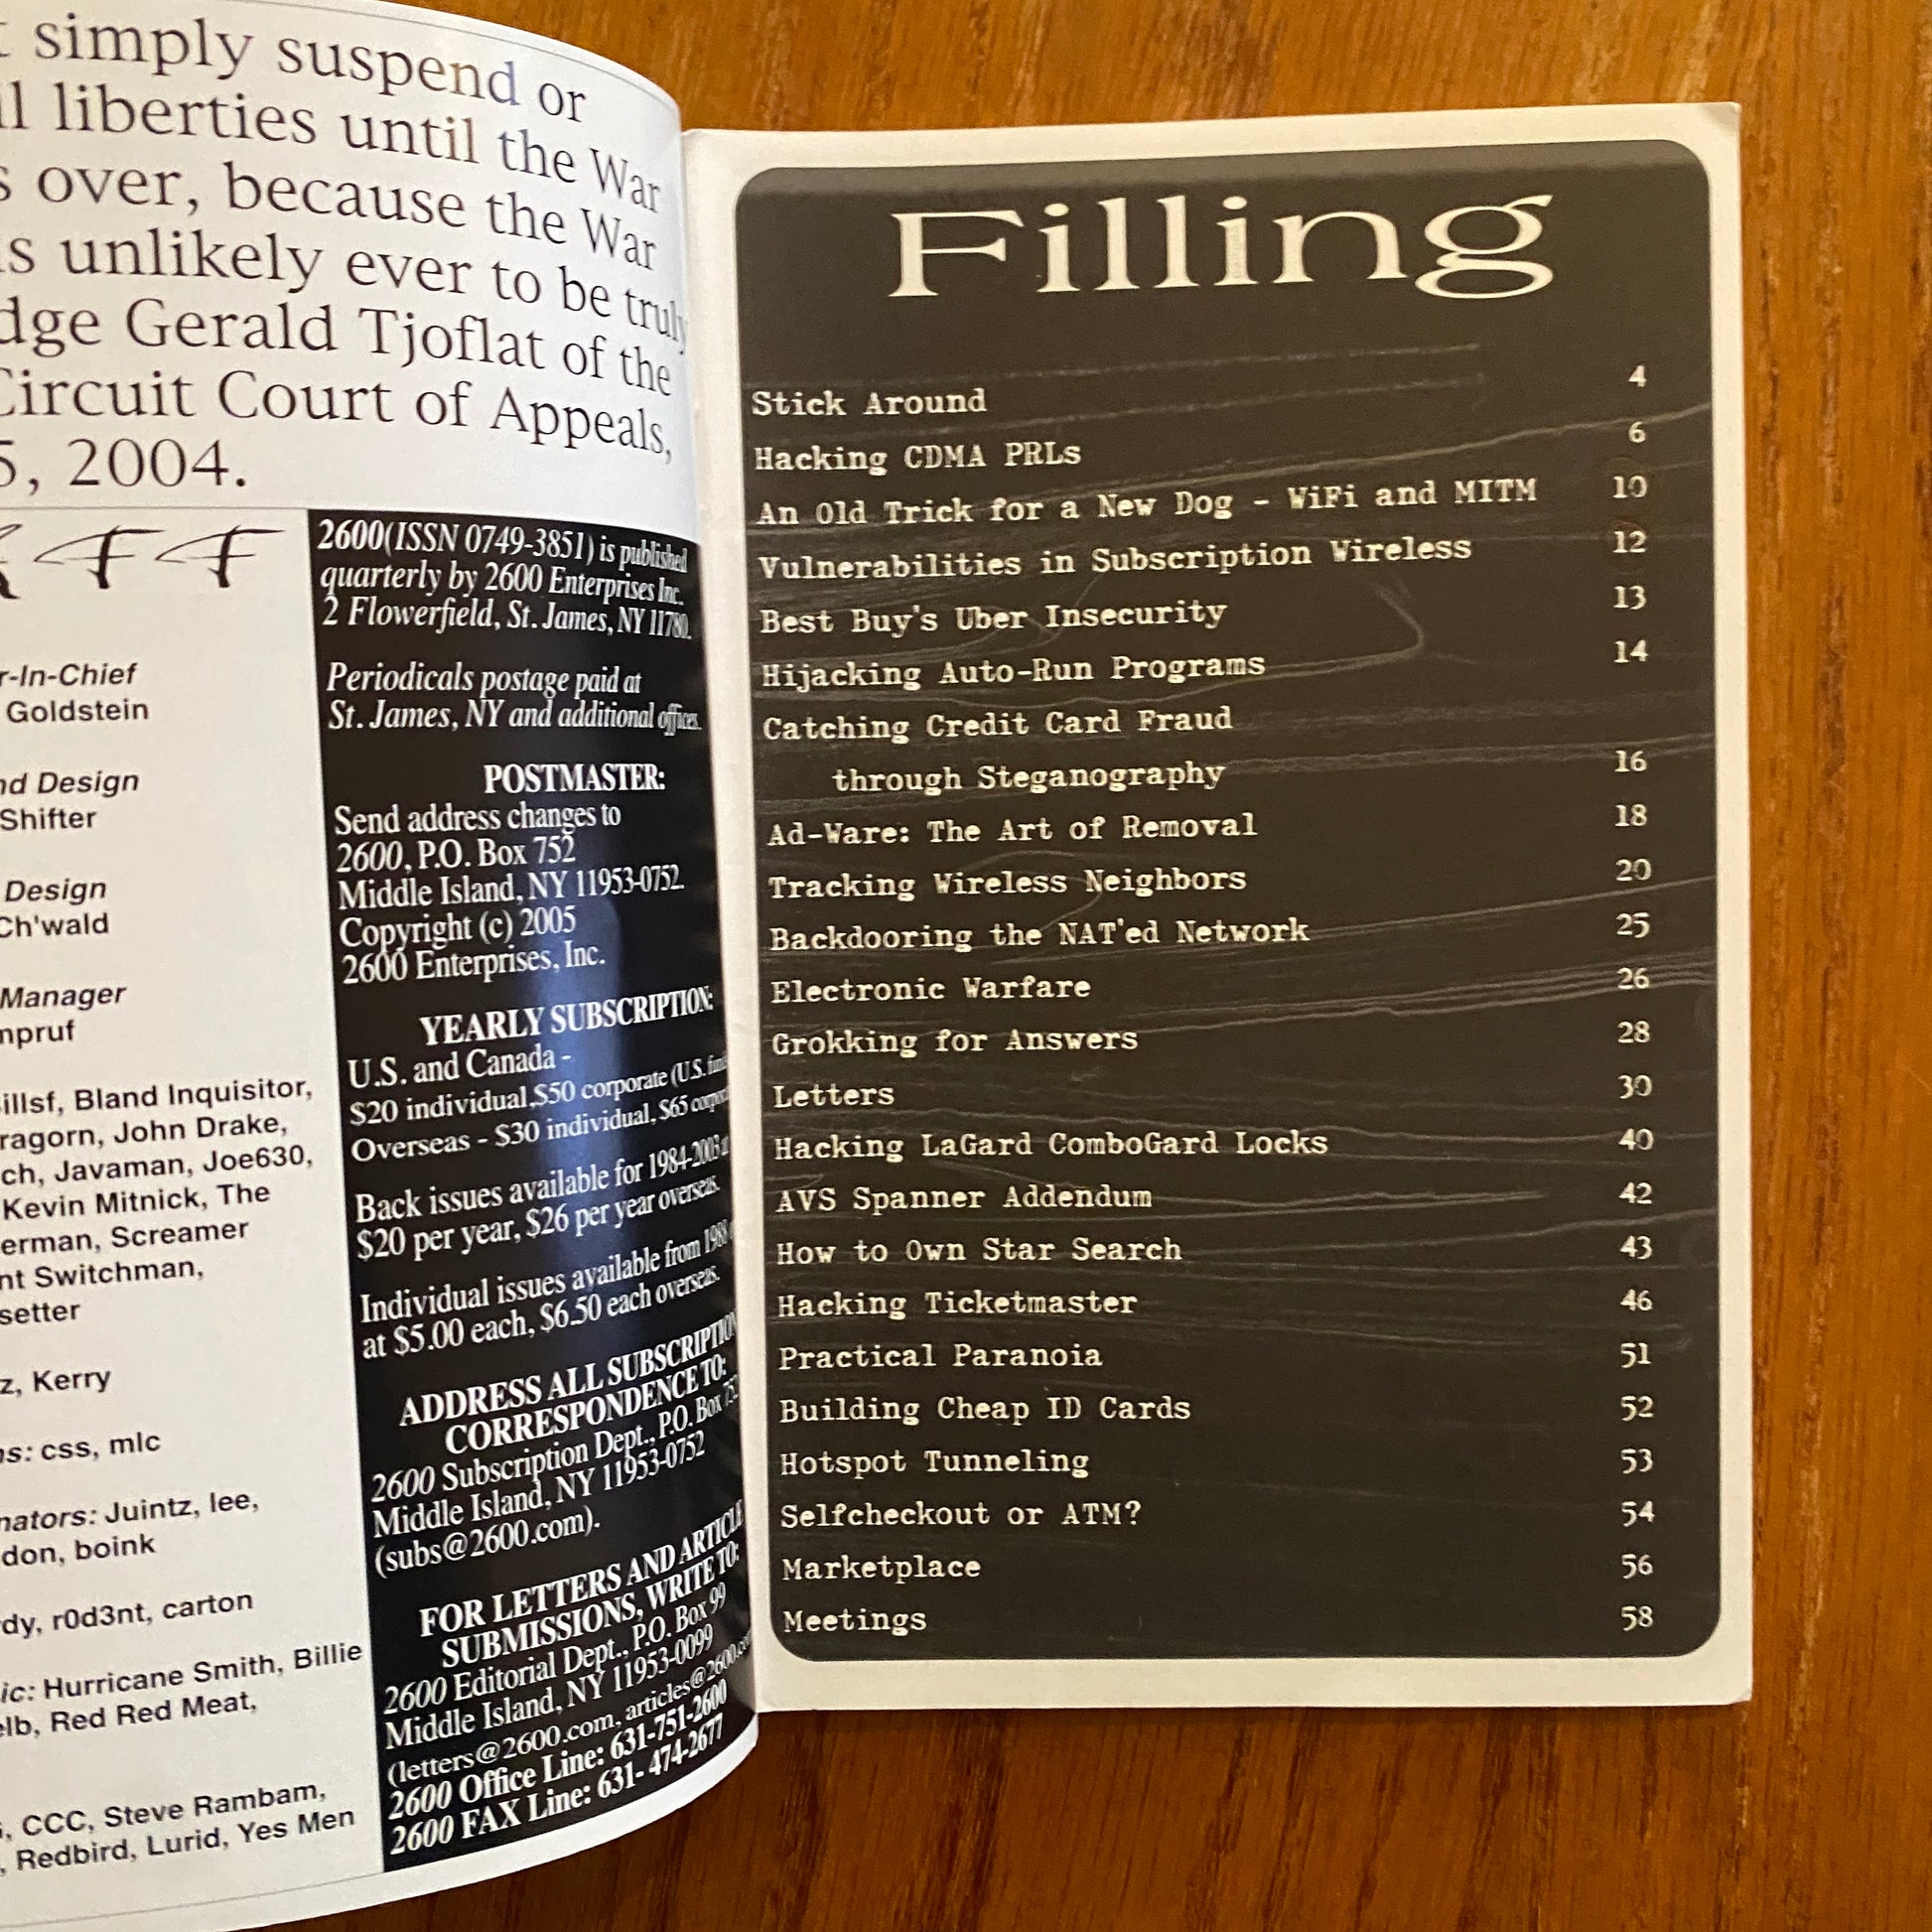 simply suspend or
liberties until the War
over, because the War
unlikely ever to be truly
Gerald Tjoflat of the
Circuit Court of Appeals,
5, 2004.
2600(ISSN 0749-3851) is published
quarterly by 2600 Enterprises Inc.
2 Flowerfield, St. James, NY 11780.
Periodicals postage paid at
St. James, NY and additional offices.
POSTMASTER:
Send address changes to
2600, P.O. Box 752
Middle Island, NY 11953-0752.
Copyright (c) 2005
2600 Enterprises, Inc.
YEARLY SUBSCRIPTION:
U.S. and Canada -
$20 individual,$50 corporate (U.S.
Overseas - $30 individual, $65
Back issues available for 1984-2003
$20 per year, $26 per year overseas.
Individual issues available from 1988
at $5.00 each, $6.50 each overseas.
ADDRESS ALL SUBSCRIPTION
CORRESPONDENCE TO:
2600 Subscription Dept., P.O. Box
Middle Island, NY 11953-0752
(subs@2600.com).
FOR LETTERS AND ARTICLE
SUBMISSIONS, WRITE TO:
2600 Editorial Dept., P.O. Box 99
Middle Island, NY 11953-0099
(letters@2600.com, articles@2600.com
2600 Office Line: 631-751-2600
2600 FAX Line: 631- 474-2677
r-In-Chief
Goldstein
Design
Shifter
Design
Ch'wald
Manager
mpruf
illsf, Bland Inquisitor,
ragorn, John Drake,
ch, Javaman, Joe630,
Kevin Mitnick, The
erman, Screamer
nt Switchman,
setter
z, Kerry
css, mlc
nators: Juintz, lee,
don, boink
dy, r0d3nt, carton
ic: Hurricane Smith, Billie
elb, Red Red Meat,
CCC, Steve Rambam,
Redbird, Lurid, Yes Men
Filling
Stick Around 4
Hacking CDMA PRLs 6
An Old Trick for a New Dog - WiFi and MITM 10
Vulnerabilities in Subscription Wireless 12
Best Buy's Uber Insecurity 13
Hijacking Auto-Run Programs 14
Catching Credit Card Fraud
through Steganography 16
Ad-Ware: The Art of Removal 18
Tracking Wireless Neighbors 20
Backdooring the NAT'ed Network 25
Electronic Warfare 26
Grokking for Answers 28
Letters 30
Hacking LaGard ComboGard Locks 40
AVS Spanner Addendum 42
How to Own Star Search 43
Hacking Ticketmaster 46
Practical Paranoia 51
Building Cheap ID Cards 52
Hotspot Tunneling 53
Selfcheckout or ATM? 54
Marketplace 56
Meetings 58